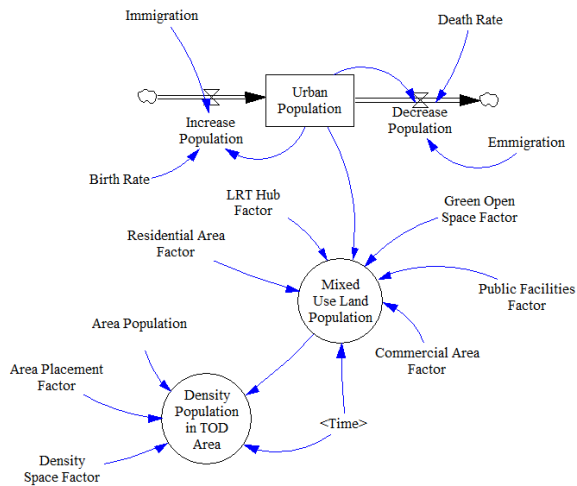 Immigration
Death Rate
Urban
Population
Increase
Population
Decrease
Population
Birth Rate
Emmigration
LRT Hub
Factor
Green Open
Space Factor
Residential Area
Factor
Mixed
Use Land
Population
Public Facilities
Factor
Area Population
Commercial Area
Factor
Area Placement
Factor
Density
Population
in TOD
Area
<Time>
Density
Space Factor